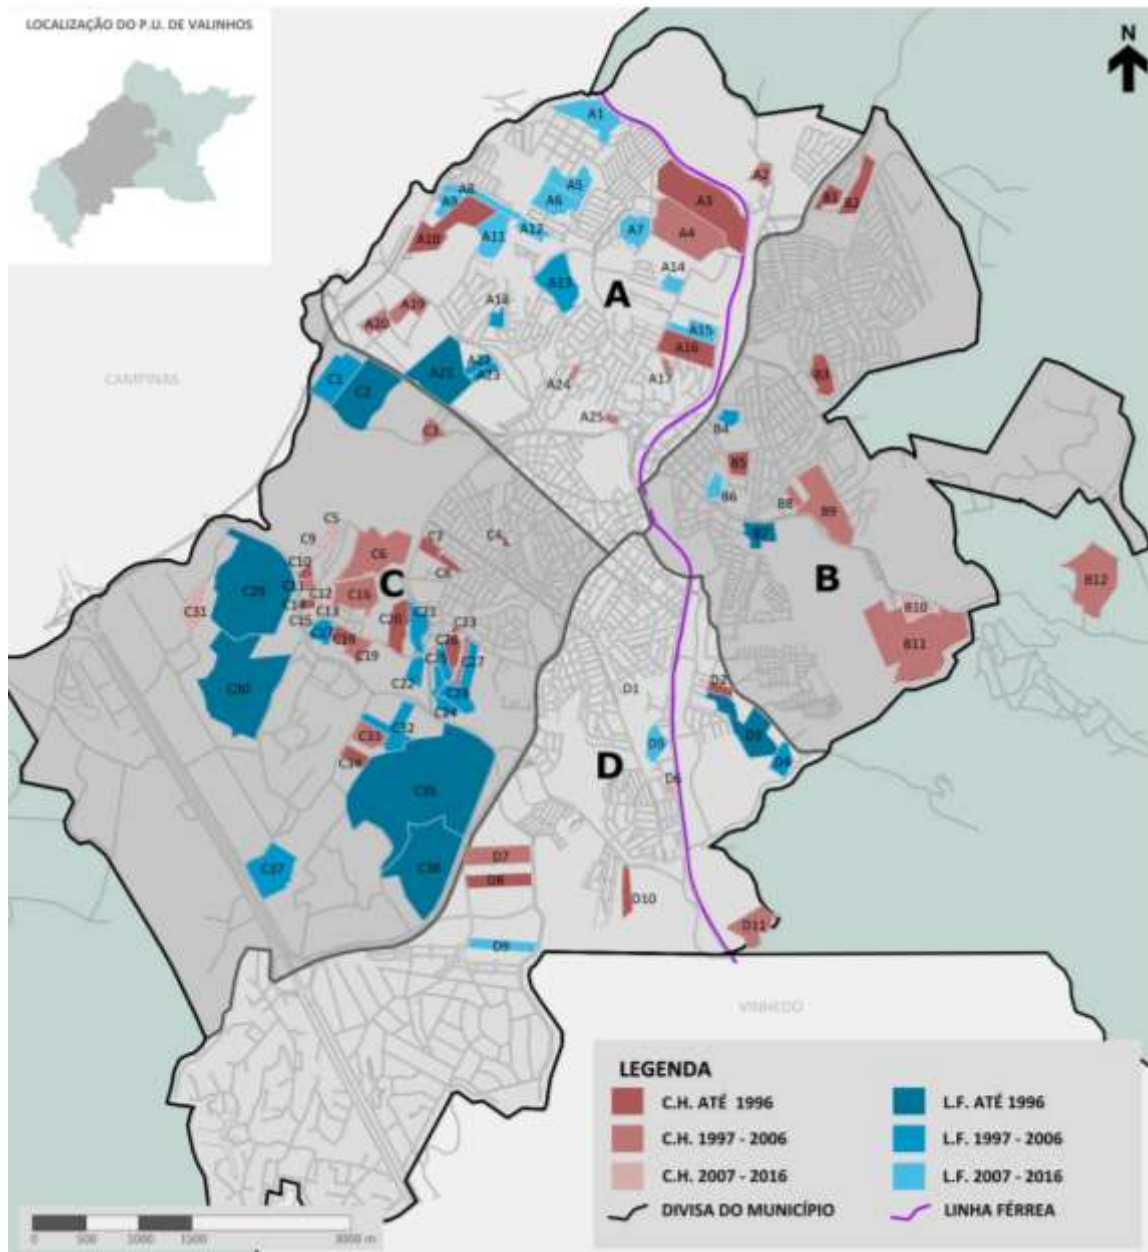 LOCALIZAÇÃO DO P.U. DE VALINHOS
N
A1
A2
A3
A4
A5
A6
A7
A8
A9
A10
A11
A12
A13
A14
A15
A16
A17
A18
A19
A20
A21
A22
A23
A24
A25
A
CAMPINAS
B1
B2
B3
B4
B5
B6
B7
B8
B9
B10
B11
B12
B
C1
C2
C3
C4
C5
C6
C7
C8
C9
C10
C11
C12
C13
C14
C15
C16
C18
C19
C20
C21
C22
C23
C24
C25
C26
C27
C28
C29
C30
C31
C32
C33
C34
C35
C36
C37
C
D1
D2
D3
D4
D5
D6
D7
D8
D9
D10
D11
D
VINHEDO
LEGENDA
C.H. ATÉ 1996
L.F. ATÉ 1996
C.H. 1997 - 2006
L.F. 1997 - 2006
C.H. 2007 - 2016
L.F. 2007 - 2016
DIVISA DO MUNICÍPIO
LINHA FÉRREA
0 500 1000 1500 3000 m